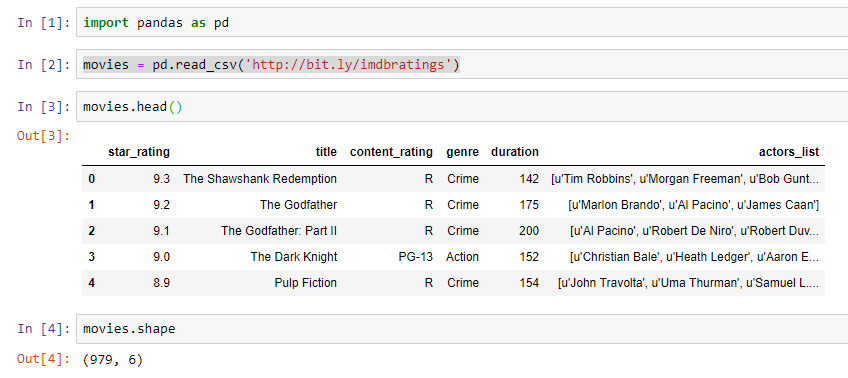 In [1]: import pandas as pd
In [2]: movies = pd.read_csv('http://bit.ly/imdbratings')
In [3]: movies.head()
Out[3]:
star_rating title content_rating genre duration actors_list
0 9.3 The Shawshank Redemption R Crime 142 [u'Tim Robbins', u'Morgan Freeman', u'Bob Gunt...
1 9.2 The Godfather R Crime 175 [u'Marlon Brando', u'Al Pacino', u'James Caan']
2 9.1 The Godfather: Part II R Crime 200 [u'Al Pacino', u'Robert De Niro', u'Robert Duv...
3 9.0 The Dark Knight PG-13 Action 152 [u'Christian Bale', u'Heath Ledger', u'Aaron E...
4 8.9 Pulp Fiction R Crime 154 [u'John Travolta', u'Uma Thurman', u'Samuel L....
In [4]: movies.shape
Out[4]: (979, 6)